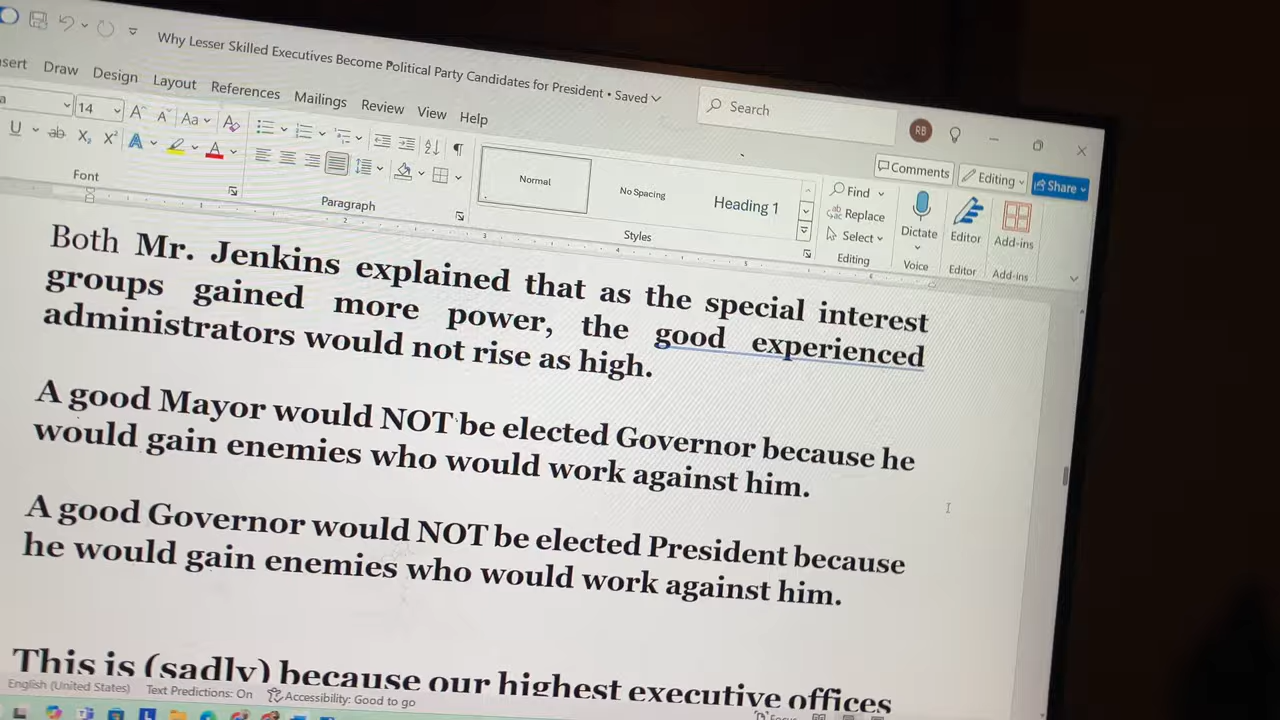 Why Lesser Skilled Executives Become Political Party Candidates for President • Saved
Search
RB
Draw Design Layout References Mailings Review View Help
Comments Editing Share
14 A A Aa A
U ab X₂ X² A A
Normal
No Spacing
Heading 1
Find
Replace
Select
Dictate
Editor
Add-ins
Font
Paragraph
Styles
Editing
Voice
Editor
Add-ins
Both Mr. Jenkins explained that as the special interest
groups gained more power, the good experienced
administrators would not rise as high.
A good Mayor would NOT be elected Governor because he
would gain enemies who would work against him.
A good Governor would NOT be elected President because
he would gain enemies who would work against him.
This is (sadly) because our highest executive offices
English (United States) Text Predictions: On Accessibility: Good to go
Focus